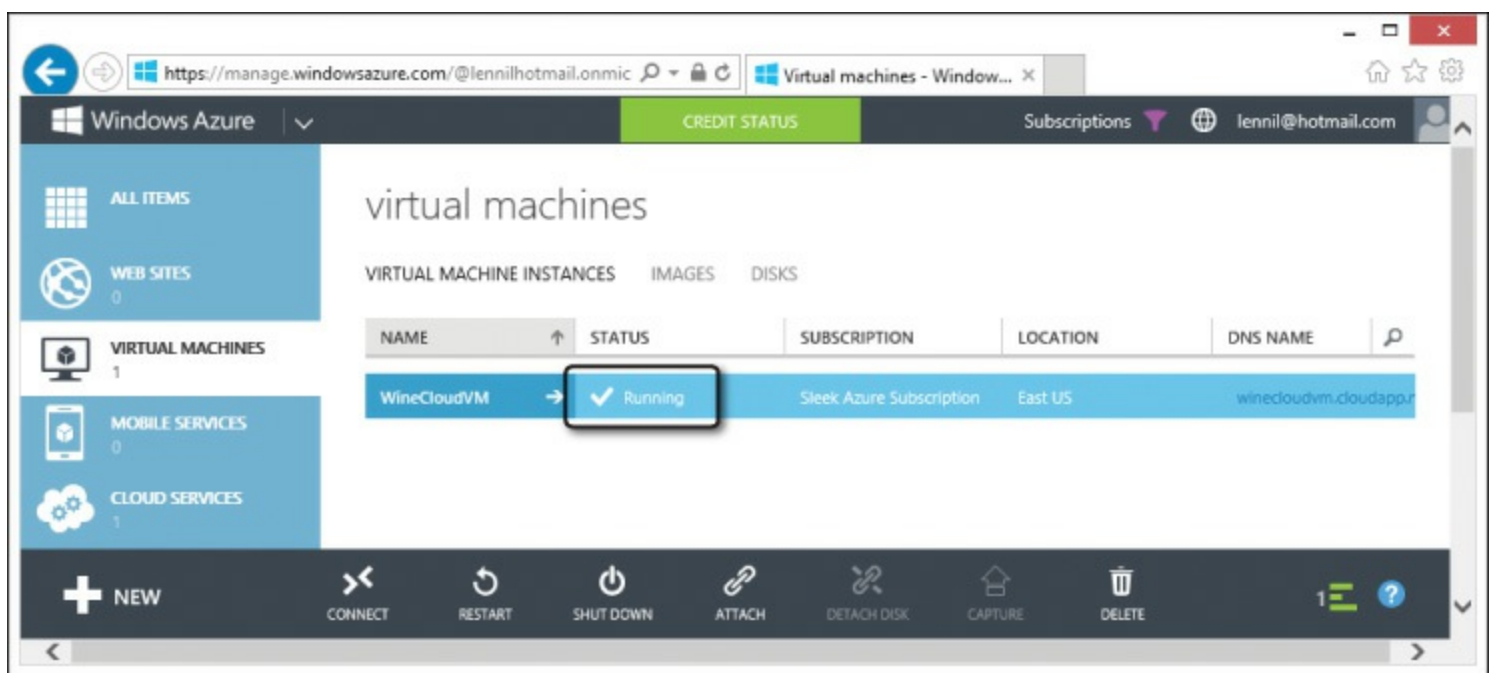 https://manage.windowsazure.com/@lennilhotmail.onmic
Virtual machines - Window...
Windows Azure
CREDIT STATUS
Subscriptions
lennil@hotmail.com
ALL ITEMS
WEB SITES
0
VIRTUAL MACHINES
1
MOBILE SERVICES
0
CLOUD SERVICES
1
virtual machines
VIRTUAL MACHINE INSTANCES IMAGES DISKS
NAME STATUS SUBSCRIPTION LOCATION DNS NAME
WineCloudVM Running Sleek Azure Subscription East US winecloudvm.cloudapp.r
NEW
CONNECT RESTART SHUT DOWN ATTACH DETACH DISK CAPTURE DELETE
1 ?